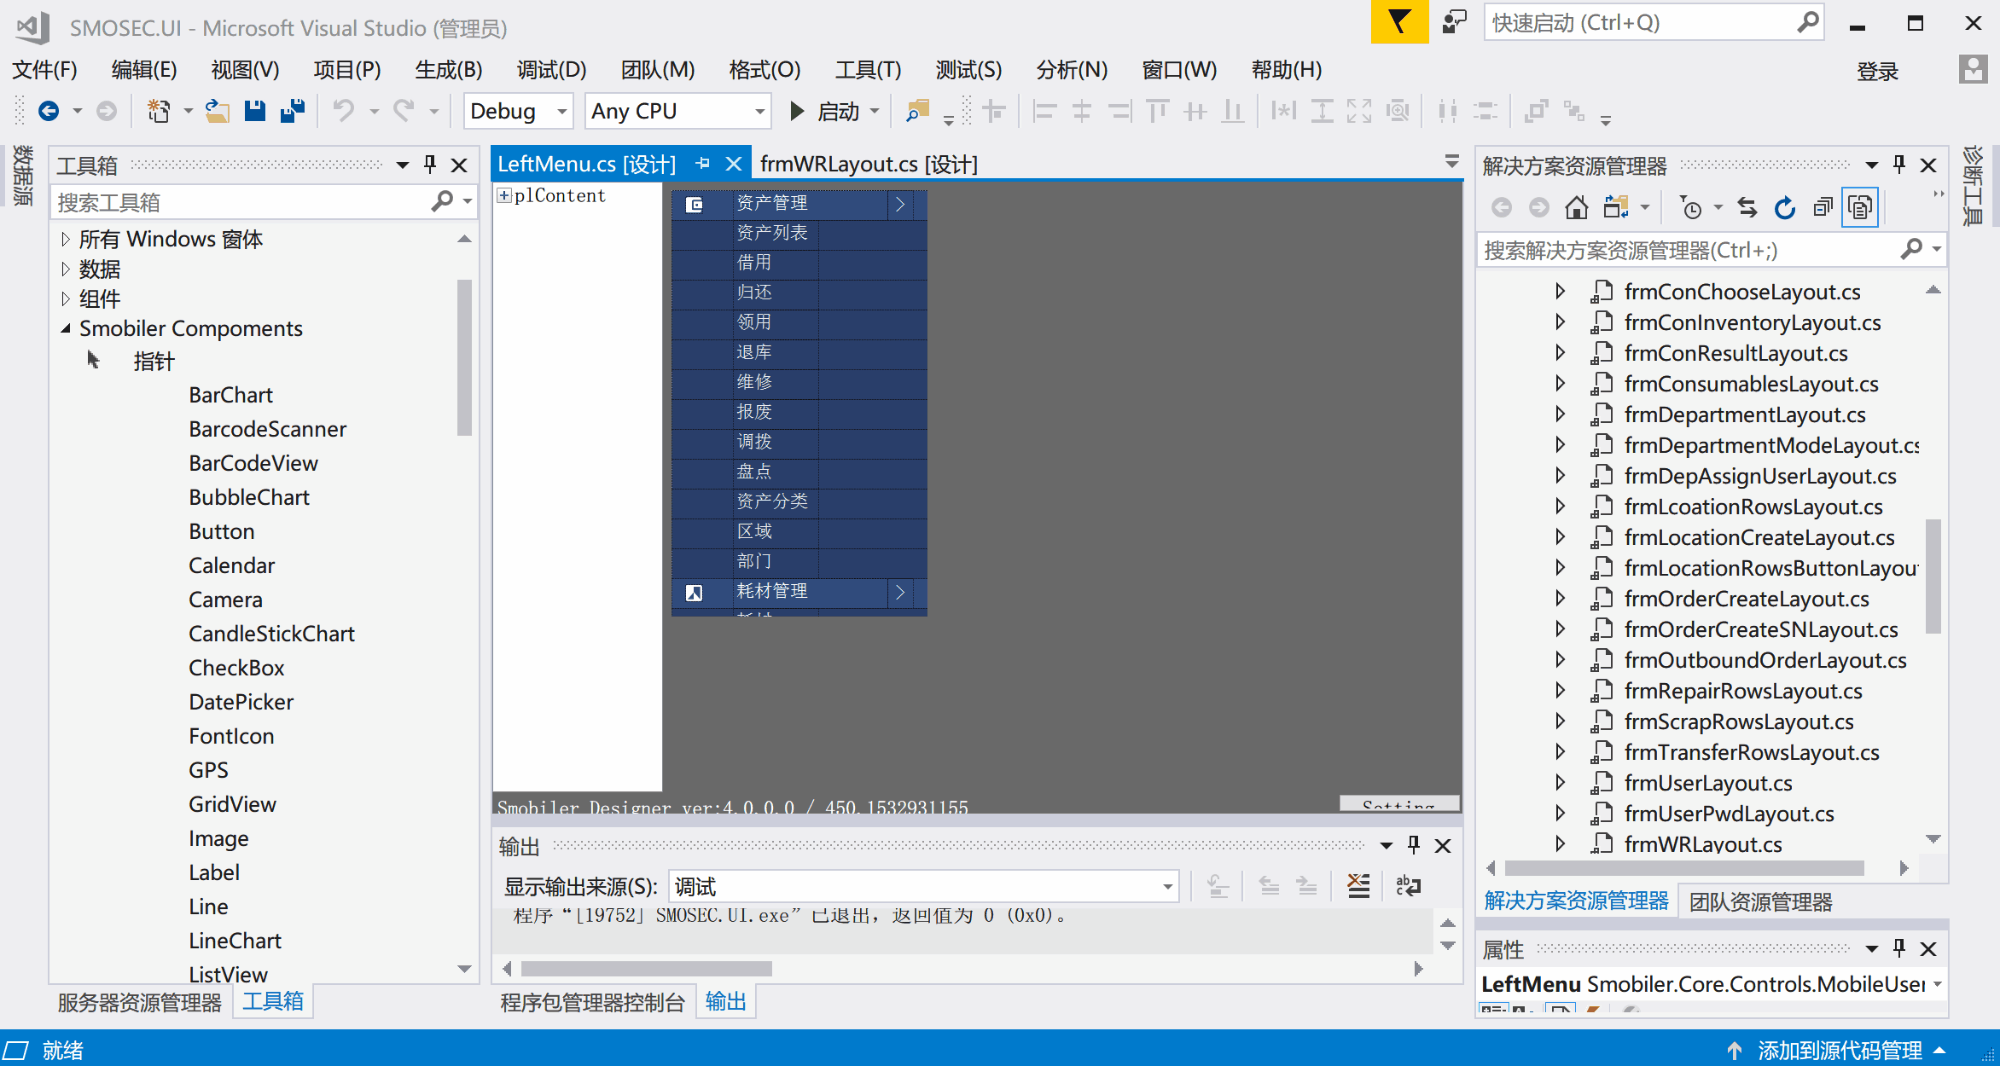 SMOSEC.UI - Microsoft Visual Studio (管理员)
快速启动 (Ctrl+Q)
文件(F) 编辑(E) 视图(V) 项目(P) 生成(B) 调试(D) 团队(M) 格式(O) 工具(T) 测试(S) 分析(N) 窗口(W) 帮助(H)
登录
Debug Any CPU 启动
数据源
工具箱
搜索工具箱
所有 Windows 窗体
数据
组件
Smobiler Compoments
指针
BarChart
BarcodeScanner
BarCodeView
BubbleChart
Button
Calendar
Camera
CandleStickChart
CheckBox
DatePicker
FontIcon
GPS
GridView
Image
Label
Line
LineChart
ListView
服务器资源管理器 工具箱
LeftMenu.cs [设计] frmWRLayout.cs [设计]
plContent
资产管理
资产列表
借用
归还
领用
退库
维修
报废
调拨
盘点
资产分类
区域
部门
耗材管理
耗材
Smobiler Designer ver:4.0.0.0 / 450.1532931155
Setting
输出
显示输出来源(S): 调试
程序“[19752] SMOSEC.UI.exe”已退出，返回值为 0 (0x0)。
程序包管理器控制台 输出
解决方案资源管理器
搜索解决方案资源管理器(Ctrl+;)
frmConChooseLayout.cs
frmConInventoryLayout.cs
frmConResultLayout.cs
frmConsumablesLayout.cs
frmDepartmentLayout.cs
frmDepartmentModeLayout.cs
frmDepAssignUserLayout.cs
frmLcoationRowsLayout.cs
frmLocationCreateLayout.cs
frmLocationRowsButtonLayou
frmOrderCreateLayout.cs
frmOrderCreateSNLayout.cs
frmOutboundOrderLayout.cs
frmRepairRowsLayout.cs
frmScrapRowsLayout.cs
frmTransferRowsLayout.cs
frmUserLayout.cs
frmUserPwdLayout.cs
frmWRLayout.cs
解决方案资源管理器 团队资源管理器
属性
LeftMenu Smobiler.Core.Controls.MobileUser
诊断工具
就绪
添加到源代码管理